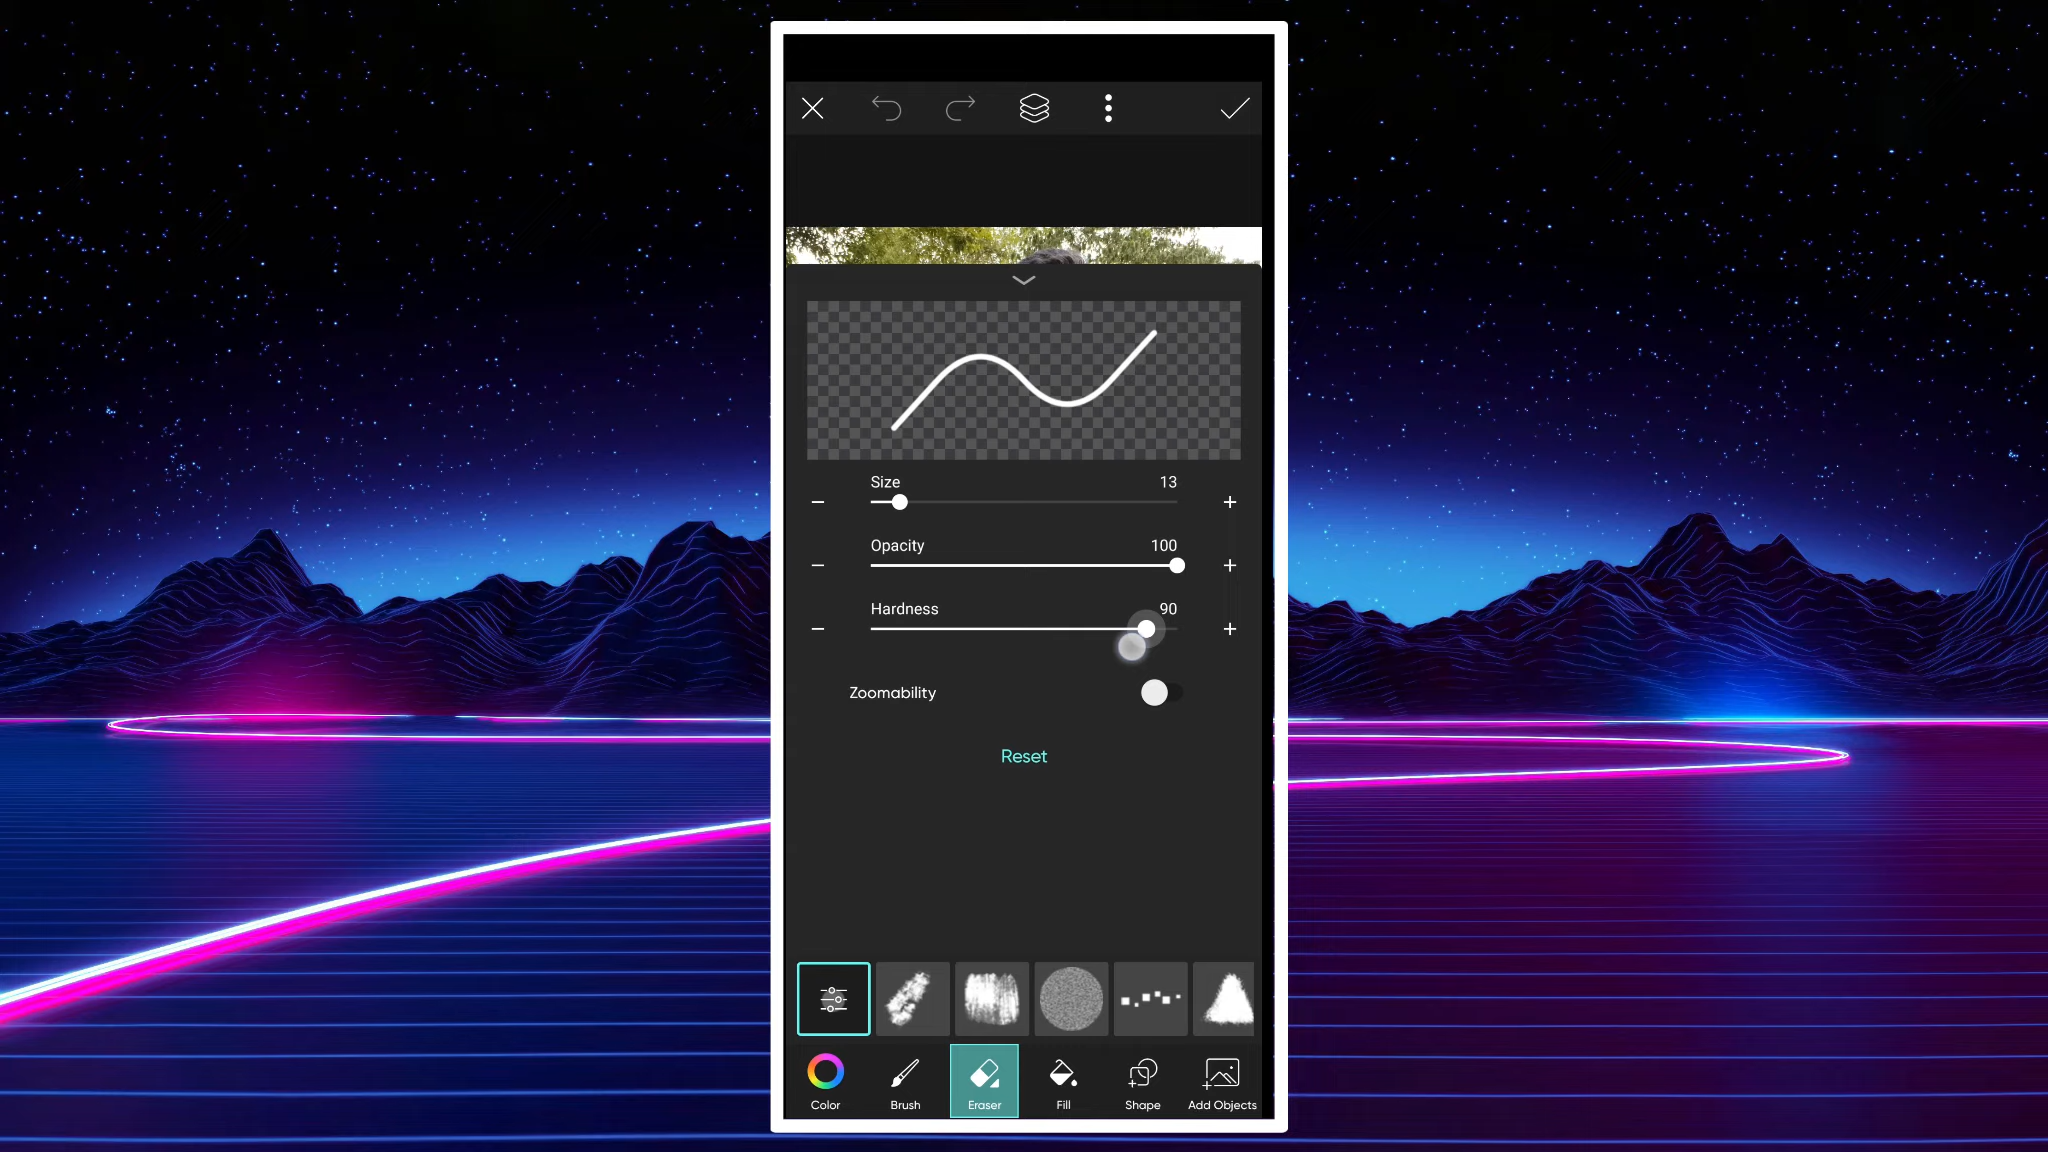 Size 13
Opacity 100
Hardness 90
Zoomability
Reset
Color Brush Eraser Fill Shape Add Objects